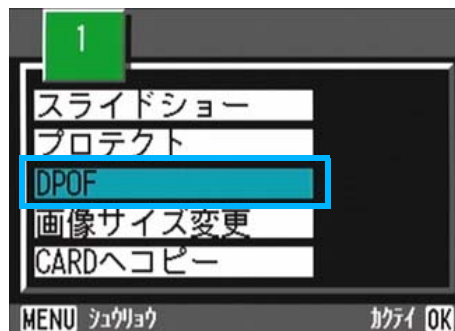 1
スライドショー
プロテクト
DPOF
画像サイズ変更
CARDへコピー
MENU ｼｭｳﾘｮｳ ｶｸﾃｲ OK